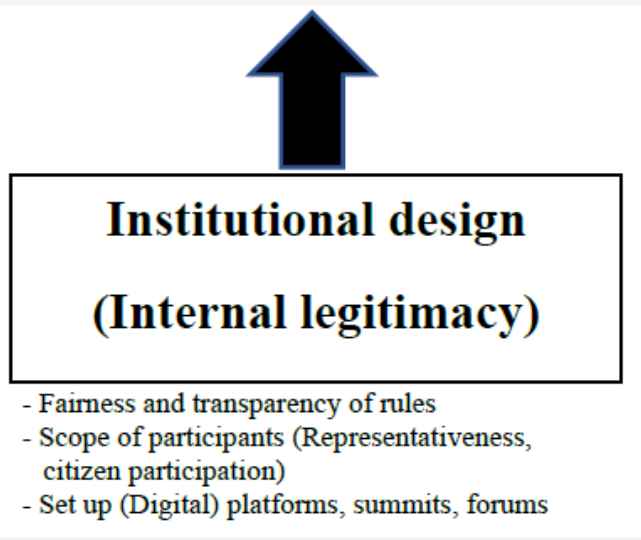 Institutional design
(Internal legitimacy)
- Fairness and transparency of rules
- Scope of participants (Representativeness,
citizen participation)
- Set up (Digital) platforms, summits, forums